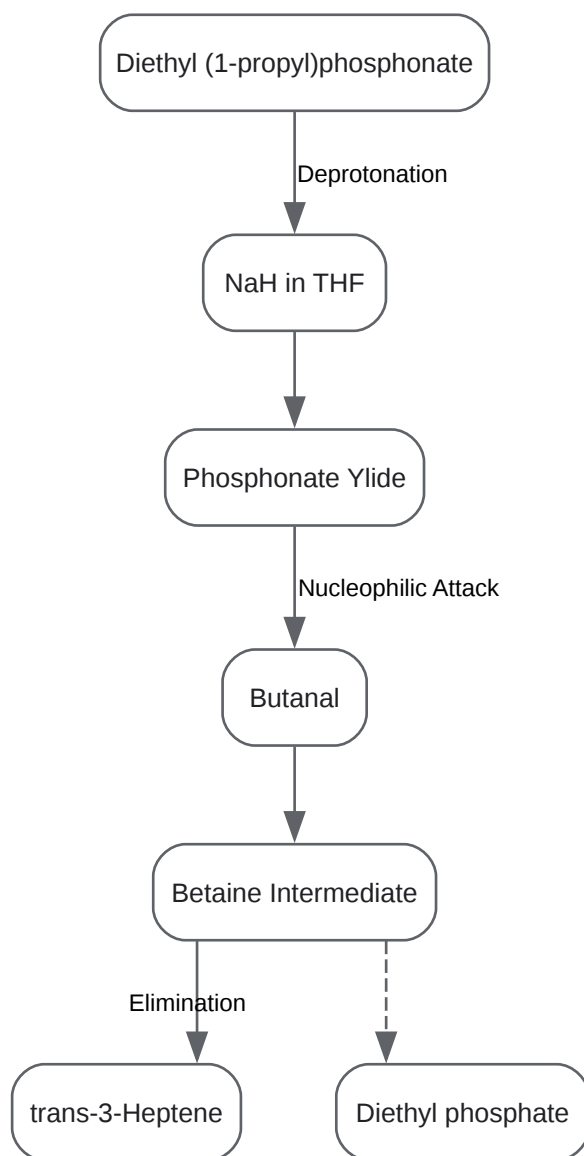 Diethyl (1-propyl)phosphonate
Deprotonation
NaH in THF
Phosphonate Ylide
Nucleophilic Attack
Butanal
Betaine Intermediate
Elimination
trans-3-Heptene
Diethyl phosphate